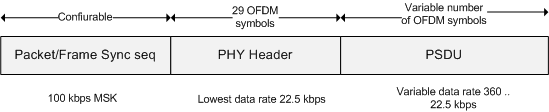 Confiurable
29 OFDM
symbols
Variable number
of OFDM symbols
Packet/Frame Sync seq
PHY Header
PSDU
100 kbps MSK
Lowest data rate 22.5 kbps
Variable data rate 360 ..
22.5 kbps